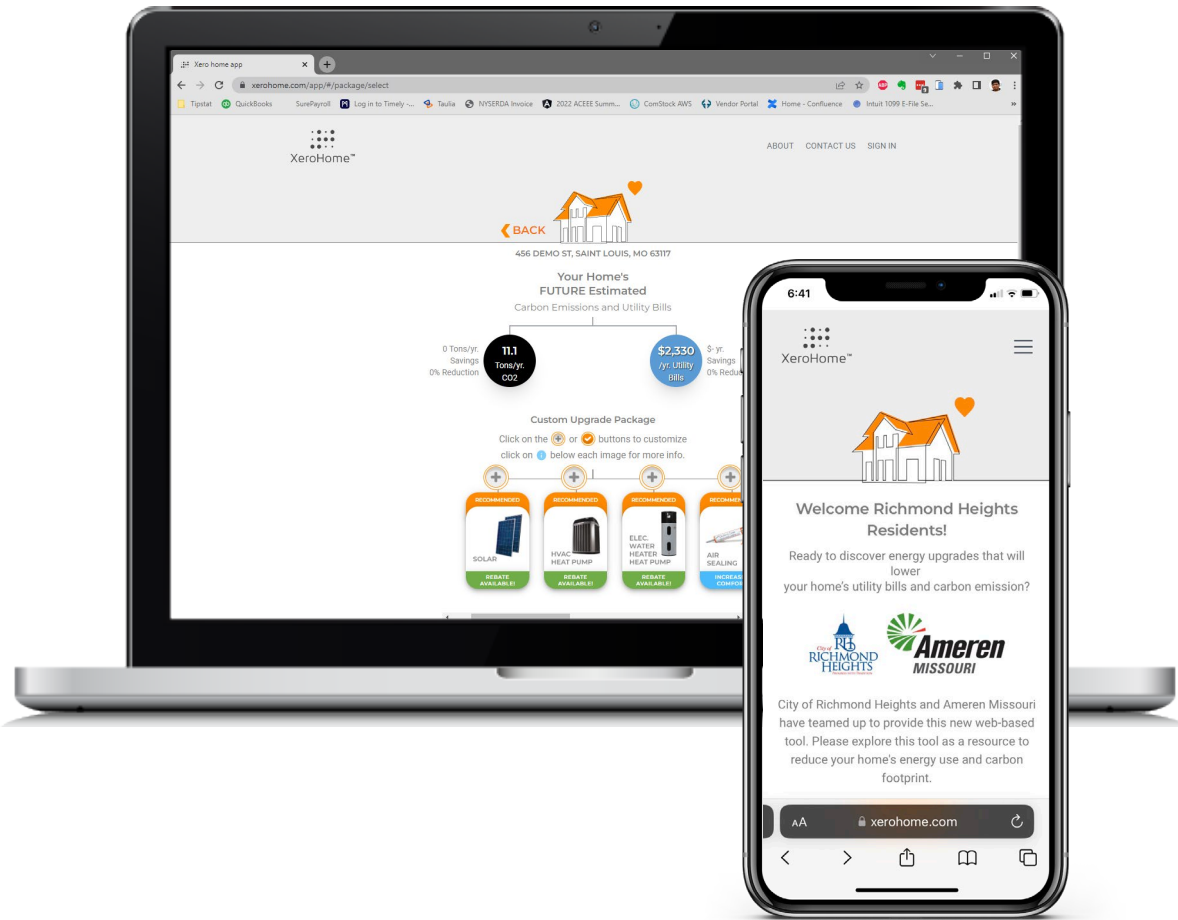 Xero home app
xerohome.com/app/#/package/select
Tipstat QuickBooks SurePayroll Log in to Timely -... Taulia NYSERDA Invoice 2022 ACEEE Summ... ComStock AWS Vendor Portal Home - Confluence Intuit 1099 E-File Se...
XeroHome™
ABOUT CONTACT US SIGN IN
BACK
456 DEMO ST, SAINT LOUIS, MO 63117
Your Home's
FUTURE Estimated
Carbon Emissions and Utility Bills
0 Tons/yr.
Savings
0% Reduction
11.1
Tons/yr.
CO2
$2,330
/yr. Utility
Bills
$- yr.
Savings
0% Redu
Custom Upgrade Package
Click on the or buttons to customize
click on below each image for more info.
RECOMMENDED
SOLAR
REBATE
AVAILABLE!
RECOMMENDED
HVAC
HEAT PUMP
REBATE
AVAILABLE!
RECOMMENDED
ELEC.
WATER
HEATER
HEAT PUMP
REBATE
AVAILABLE!
RECOMMEN
AIR
SEALING
INCREAS
COMFO
6:41
XeroHome™
Welcome Richmond Heights
Residents!
Ready to discover energy upgrades that will
lower
your home's utility bills and carbon emission?
City of
RH
RICHMOND
HEIGHTS
Ameren
MISSOURI
City of Richmond Heights and Ameren Missouri
have teamed up to provide this new web-based
tool. Please explore this tool as a resource to
reduce your home's energy use and carbon
footprint.
AA xerohome.com